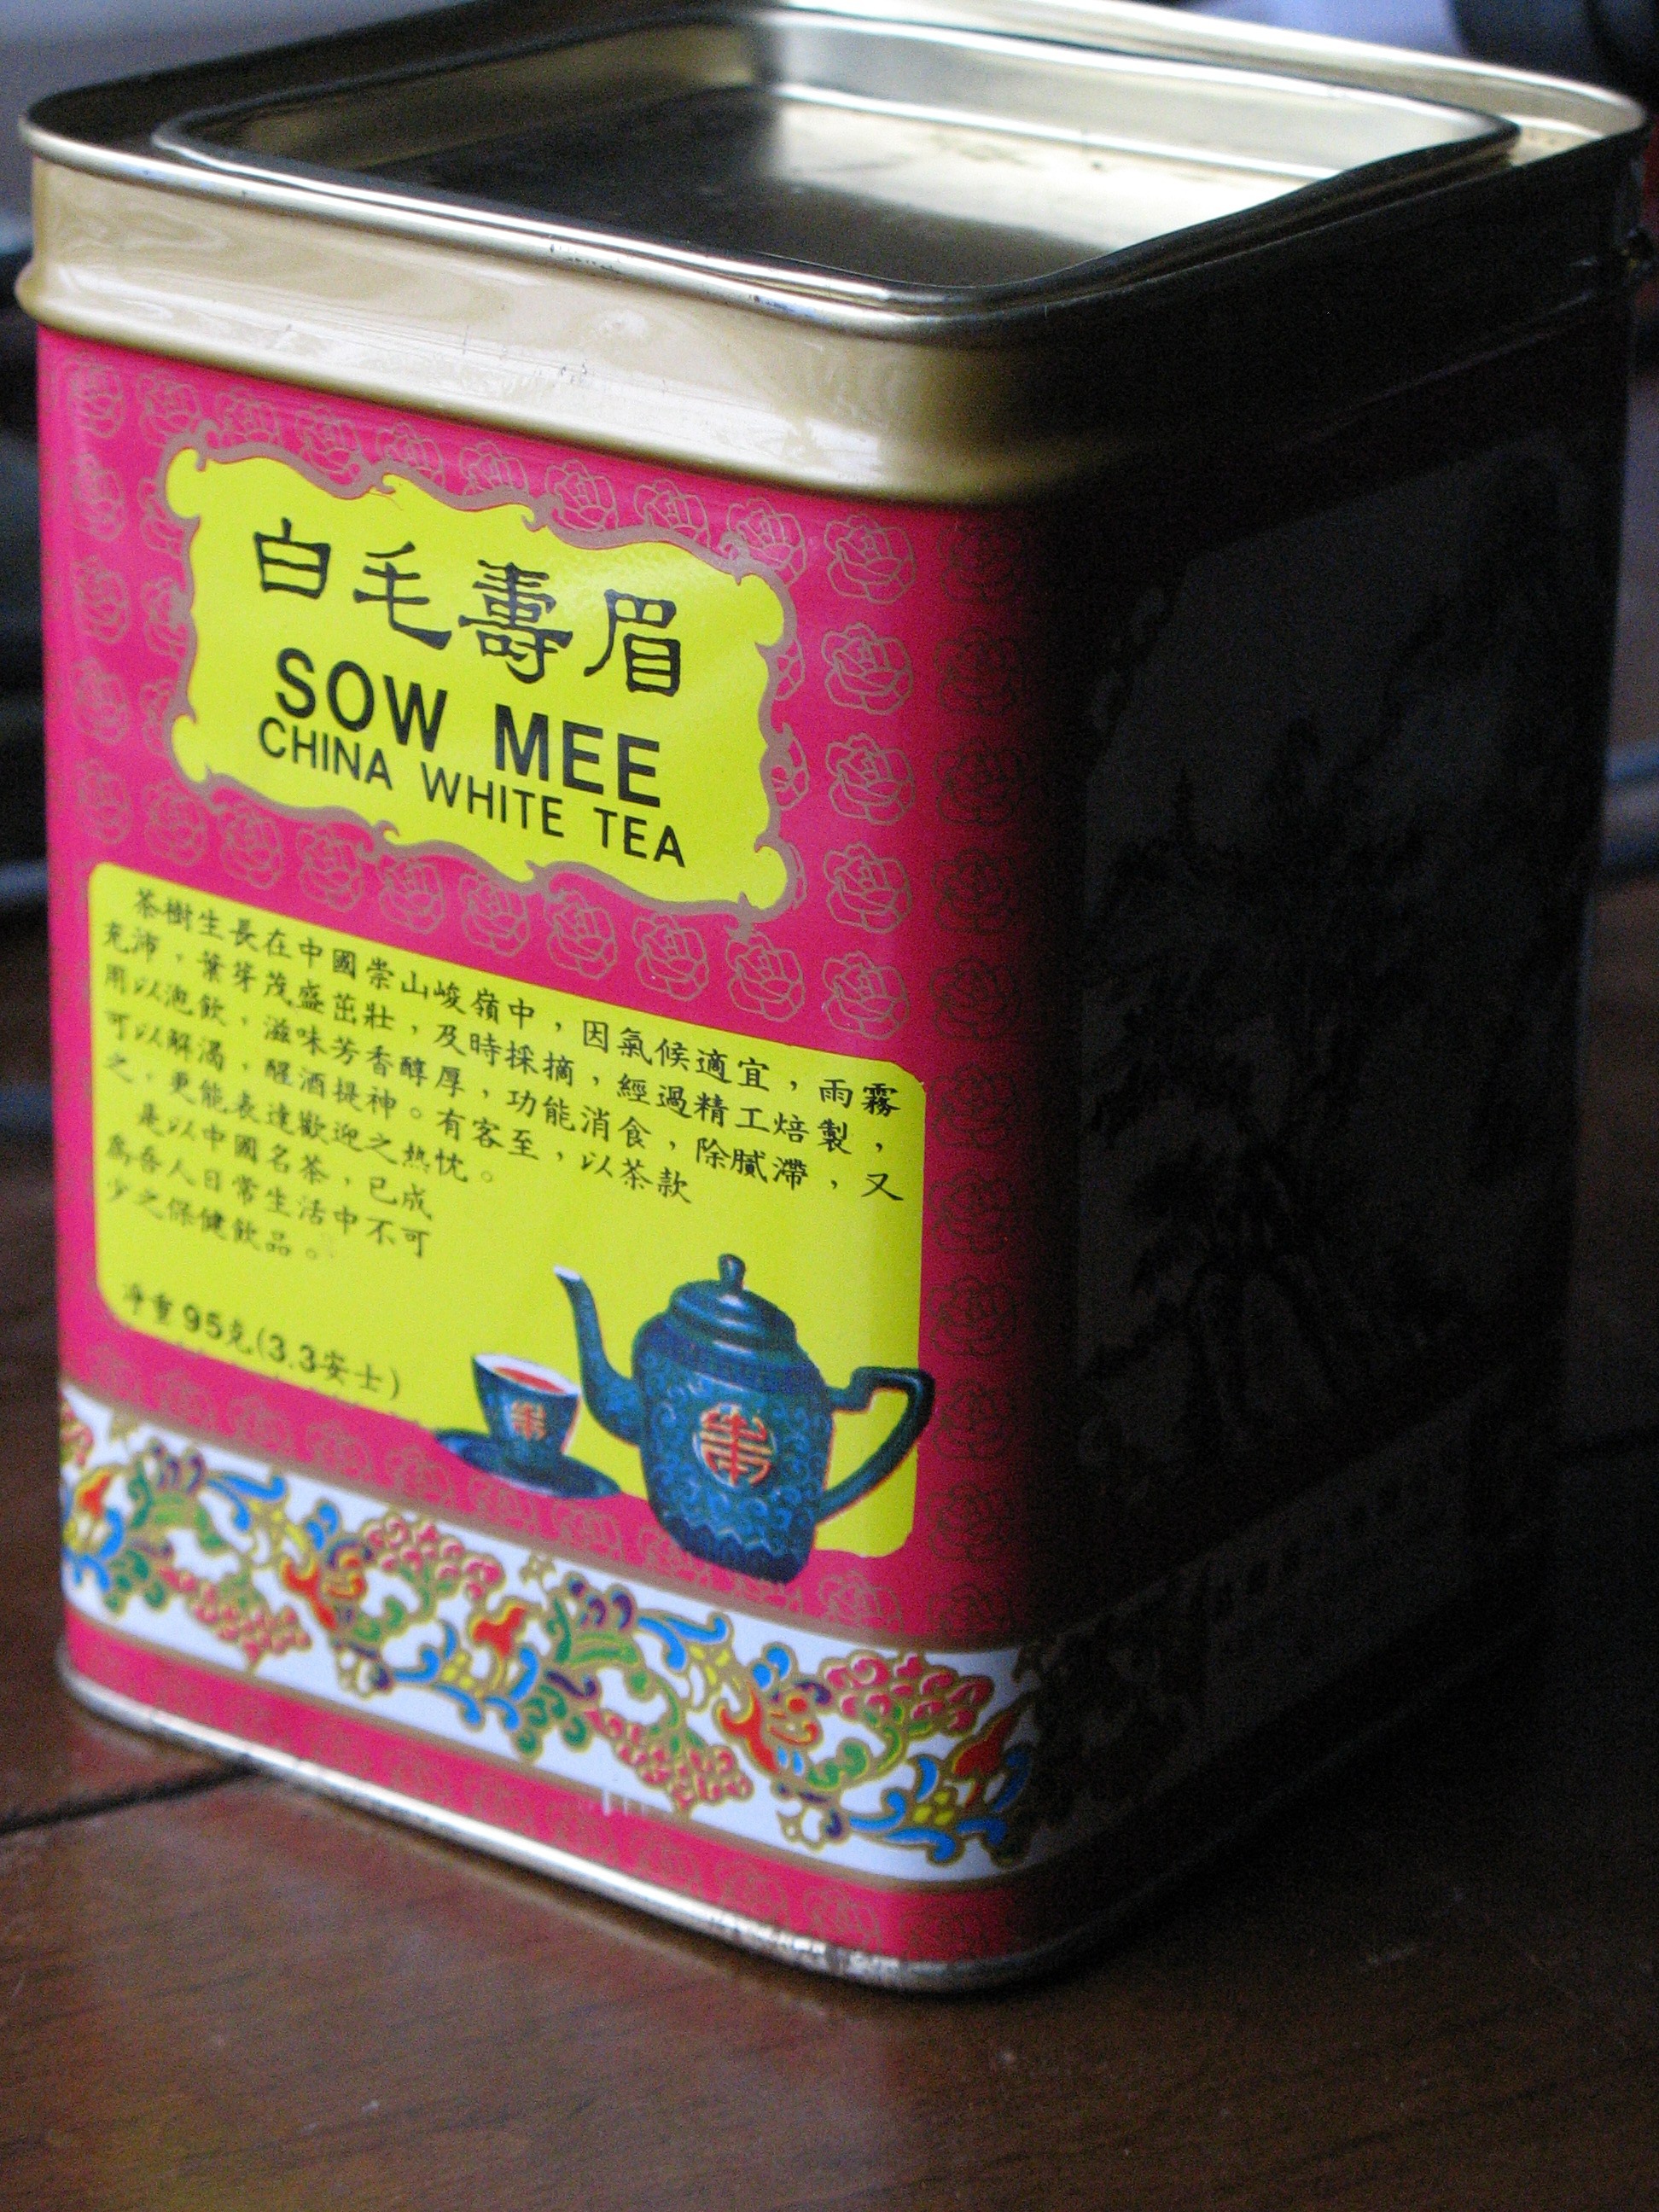 白毛壽眉
SOW MEE
CHINA WHITE TEA
茶樹生長在中國崇山峻嶺中，因氣候適宜，雨霧
充沛，葉芽茂盛茁壯，及時採摘，經過精工焙製，
用以泡飲，滋味芳香醇厚，功能消食，除膩滯，又
可以解渴，醒酒提神。有客至，以茶款
之，更能表達歡迎之热忱。
是以中國名茶，已成
為吾人日常生活中不可
少之保健飲品。
净重95克(3.3安士)